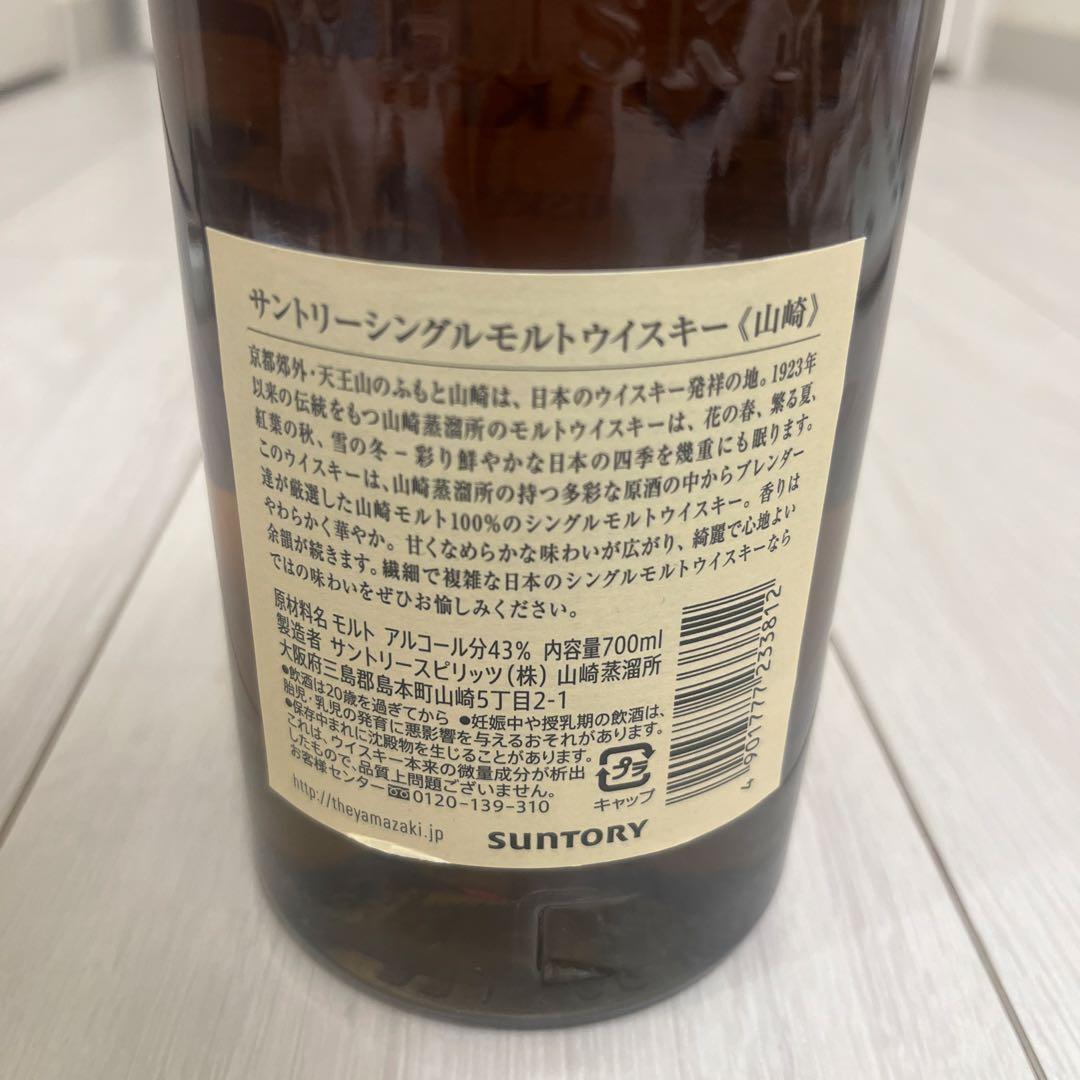 サントリーシングルモルトウイスキー《山崎》
京都郊外・天王山のふもと山崎は、日本のウイスキー発祥の地。1923年
以来の伝統をもつ山崎蒸溜所のモルトウイスキーは、花の春、繁る夏、
紅葉の秋、雪の冬－彩り鮮やかな日本の四季を幾重にも眠ります。
このウイスキーは、山崎蒸溜所の持つ多彩な原酒の中からブレンダー
達が厳選した山崎モルト100%のシングルモルトウイスキー。香りは
やわらかく華やか。甘くなめらかな味わいが広がり、綺麗で心地よい
余韻が続きます。繊細で複雑な日本のシングルモルトウイスキーなら
ではの味わいをぜひお愉しみください。
原材料名 モルト アルコール分43% 内容量700ml
製造者 サントリースピリッツ(株) 山崎蒸溜所
大阪府三島郡島本町山崎5丁目2-1
●飲酒は20歳を過ぎてから ●妊娠中や授乳期の飲酒は、
胎児・乳児の発育に悪影響を与えるおそれがあります。
●保存中まれに沈殿物を生じることがあります。
これは、ウイスキー本来の微量成分が析出
したもので、品質上問題ございません。
お客様センター 0120-139-310
http://theyamazaki.jp
SUNTORY
プラ
キャップ
4 901777 233812